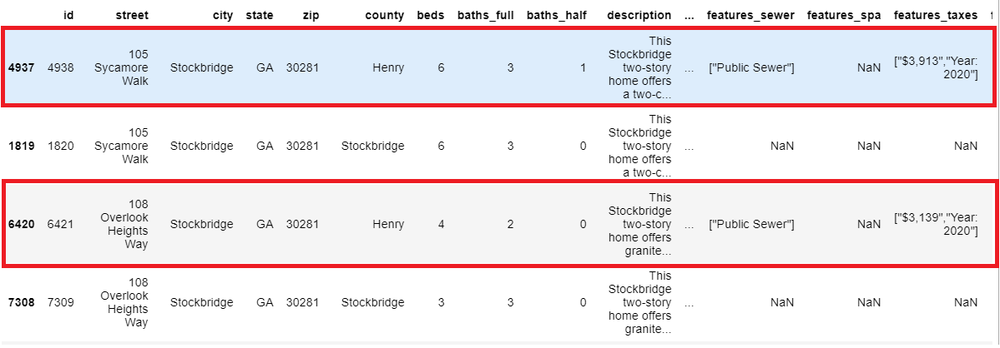 id street city state zip county beds baths_full baths_half description ... features_sewer features_spa features_taxes
4937 4938 105 Sycamore Walk Stockbridge GA 30281 Henry 6 3 1 This Stockbridge two-story home offers a two-c... ... ["Public Sewer"] NaN ["$3,913","Year: 2020"]
1819 1820 105 Sycamore Walk Stockbridge GA 30281 Stockbridge 6 3 0 This Stockbridge two-story home offers a two-c... ... NaN NaN NaN
6420 6421 108 Overlook Heights Way Stockbridge GA 30281 Henry 4 2 0 This Stockbridge two-story home offers granite... ... ["Public Sewer"] NaN ["$3,139","Year: 2020"]
7308 7309 108 Overlook Heights Way Stockbridge GA 30281 Stockbridge 3 3 0 This Stockbridge two-story home offers granite... ... NaN NaN NaN